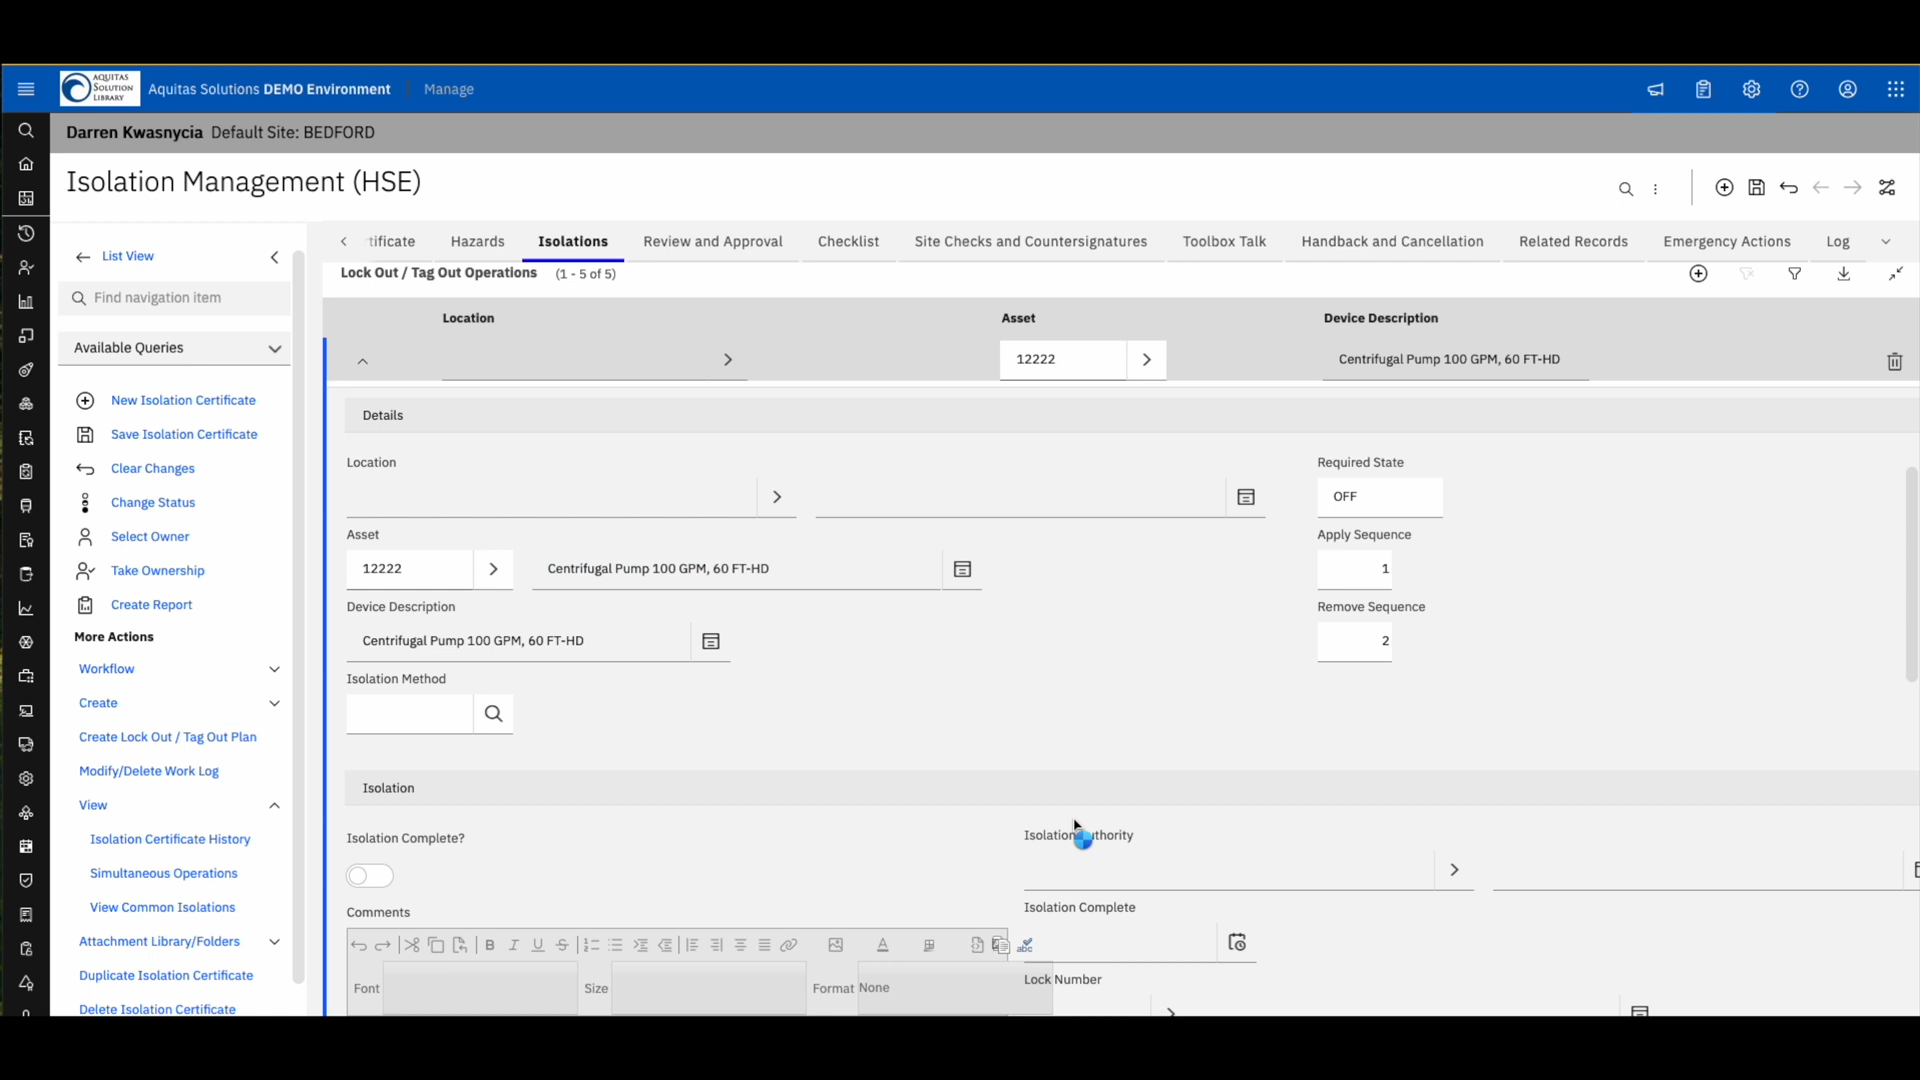 AQUITAS
SOLUTION
LIBRARY
Aquitas Solutions DEMO Environment
Manage
Darren Kwasnycia Default Site: BEDFORD
Isolation Management (HSE)
List View
Find navigation item
Available Queries
New Isolation Certificate
Save Isolation Certificate
Clear Changes
Change Status
Select Owner
Take Ownership
Create Report
More Actions
Workflow
Create
Create Lock Out / Tag Out Plan
Modify/Delete Work Log
View
Isolation Certificate History
Simultaneous Operations
View Common Isolations
Attachment Library/Folders
Duplicate Isolation Certificate
Delete Isolation Certificate
tificate Hazards Isolations Review and Approval Checklist Site Checks and Countersignatures Toolbox Talk Handback and Cancellation Related Records Emergency Actions Log
Lock Out / Tag Out Operations (1 - 5 of 5)
Location Asset Device Description
12222 Centrifugal Pump 100 GPM, 60 FT-HD
Details
Location
Required State
OFF
Asset
Apply Sequence
12222 Centrifugal Pump 100 GPM, 60 FT-HD
1
Device Description
Remove Sequence
Centrifugal Pump 100 GPM, 60 FT-HD
2
Isolation Method
Isolation
Isolation Complete?
Isolation uthority
Isolation Complete
Comments
B I U S A abc
Font Size Format None
Lock Number